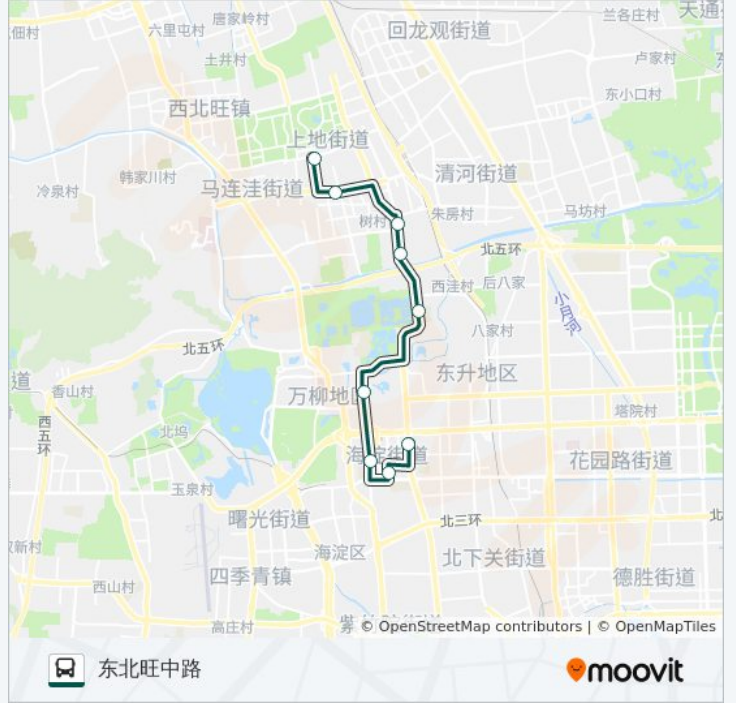 唐家岭村
兰各庄村
天通
佃村
六里屯村
回龙观街道
土井村
卢家村
东小口村
西北旺镇
上地街道
清河街道
韩家川村
冷泉村
马连洼街道
树村
朱房村
马坊村
北五环
西洼村
后八家
小月河
八家村
北五环
东升地区
道
香山村
万柳地区
塔院村
西五环
北坞
海淀街道
花园路街道
玉泉村
曙光街道
北三环
北
新村
海淀区
北下关街道
四季青镇
德胜街道
西山村
高庄村
© OpenStreetMap contributors | © OpenMapTiles
东北旺中路
moovit